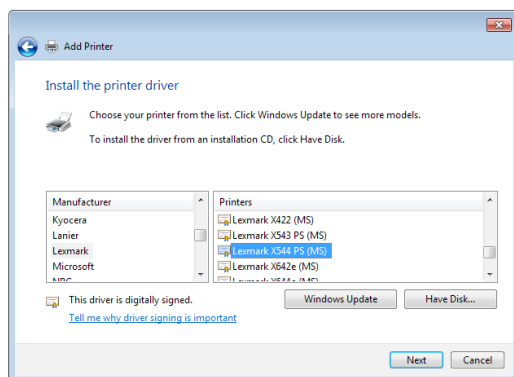 Add Printer
Install the printer driver
Choose your printer from the list. Click Windows Update to see more models.
To install the driver from an installation CD, click Have Disk.
Manufacturer
Kyocera
Lanier
Lexmark
Microsoft
Printers
Lexmark X422 (MS)
Lexmark X543 PS (MS)
Lexmark X544 PS (MS)
Lexmark X642e (MS)
This driver is digitally signed.
Tell me why driver signing is important
Windows Update
Have Disk...
Next
Cancel